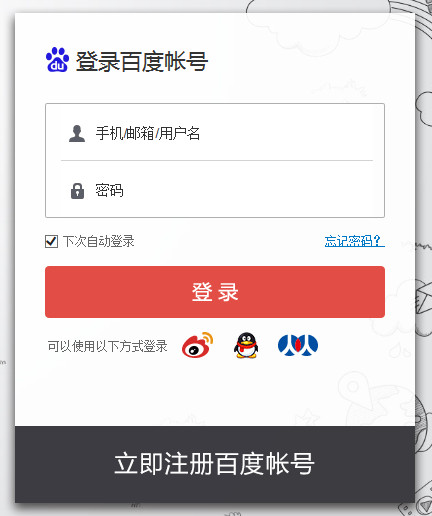 du 登录百度帐号
手机/邮箱/用户名
密码
下次自动登录 忘记密码？
登录
可以使用以下方式登录
立即注册百度帐号